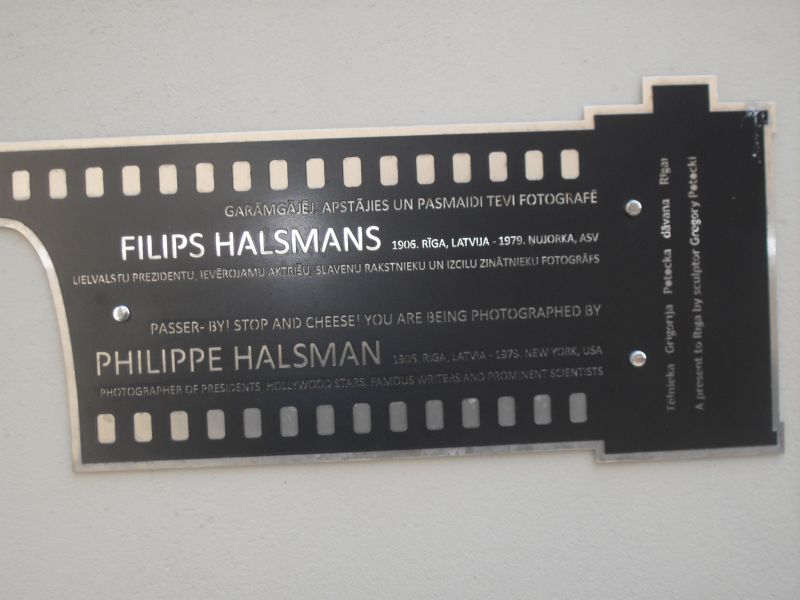 GARĀMGĀJĒJ, APSTĀJIES UN PASMAIDI TEVI FOTOGRAFĒ
FILIPS HALSMANS 1906. RĪGA, LATVIJA - 1979. NUJORKA, ASV
LIELVALSTU PREZIDENTU, IEVĒROJAMU AKTRIŠU, SLAVENU RAKSTNIEKU UN IZCILU ZINĀTNIEKU FOTOGRĀFS
PASSER- BY! STOP AND CHEESE! YOU ARE BEING PHOTOGRAPHED BY
PHILIPPE HALSMAN 1906. RIGA, LATVIA - 1979. NEW YORK, USA
PHOTOGRAPHER OF PRESIDENTS, HOLLYWOOD STARS, FAMOUS WRITERS AND PROMINENT SCIENTISTS
Tēlnieka Grigorija Potocka dāvana Rīgai
A present to Riga by sculptor Gregory Potocki